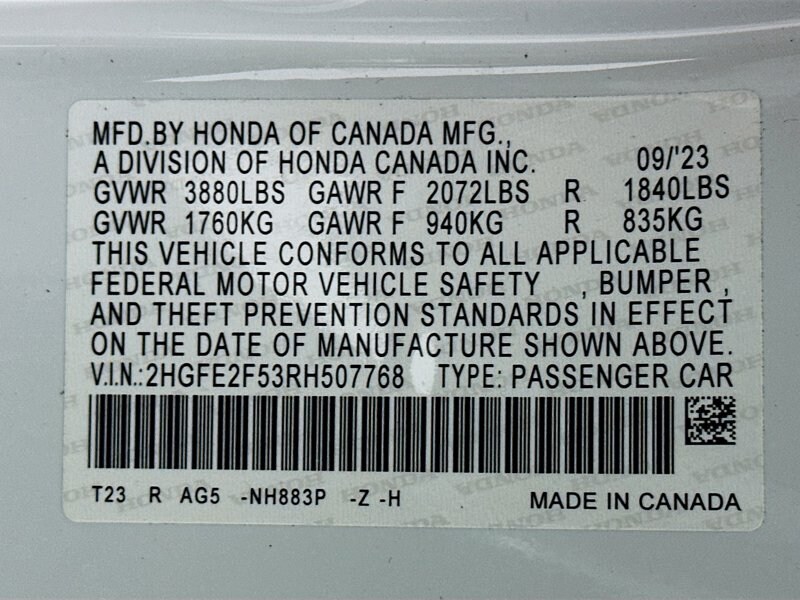 MFD.BY HONDA OF CANADA MFG.,
A DIVISION OF HONDA CANADA INC. 09/'23
GVWR 3880LBS GAWR F 2072LBS R 1840LBS
GVWR 1760KG GAWR F 940KG R 835KG
THIS VEHICLE CONFORMS TO ALL APPLICABLE
FEDERAL MOTOR VEHICLE SAFETY , BUMPER ,
AND THEFT PREVENTION STANDARDS IN EFFECT
ON THE DATE OF MANUFACTURE SHOWN ABOVE.
V.I.N.:2HGFE2F53RH507768 TYPE: PASSENGER CAR
T23 R AG5 -NH883P -Z -H MADE IN CANADA